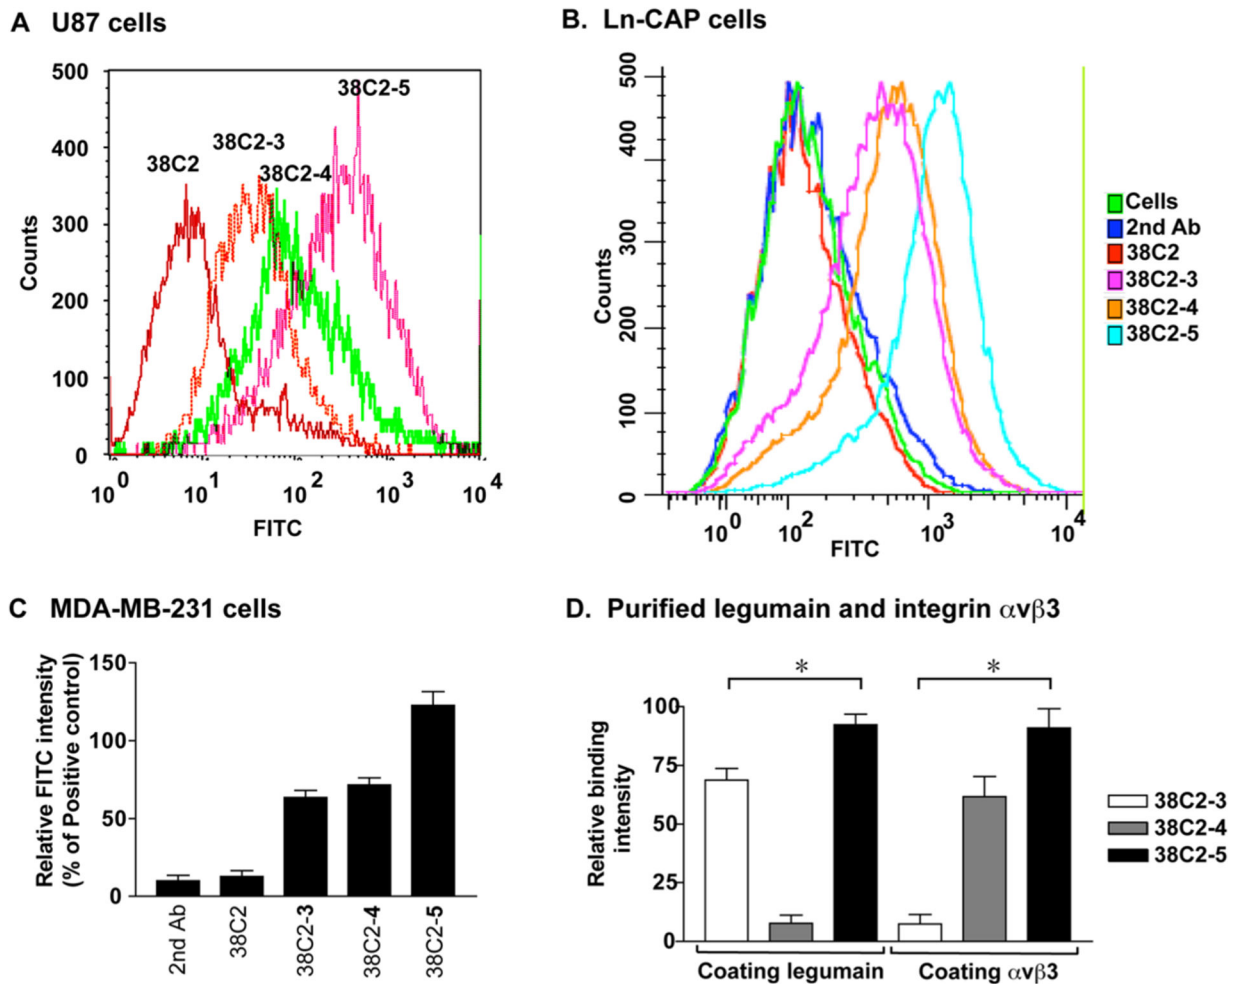 A U87 cells
500
400
300
200
100
0
Counts
38C2
38C2-3
38C2-4
38C2-5
10^0 10^1 10^2 10^3 10^4
FITC
B. Ln-CAP cells
500
400
300
200
100
0
Counts
10^0 10^2 10^3 10^4
FITC
Cells
2nd Ab
38C2
38C2-3
38C2-4
38C2-5
C MDA-MB-231 cells
Relative FITC intensity
(% of Positive control)
150
100
50
0
2nd Ab
38C2
38C2-3
38C2-4
38C2-5
D. Purified legumain and integrin αvβ3
Relative binding
intensity
100
75
50
25
0
* *
Coating legumain Coating αvβ3
38C2-3
38C2-4
38C2-5